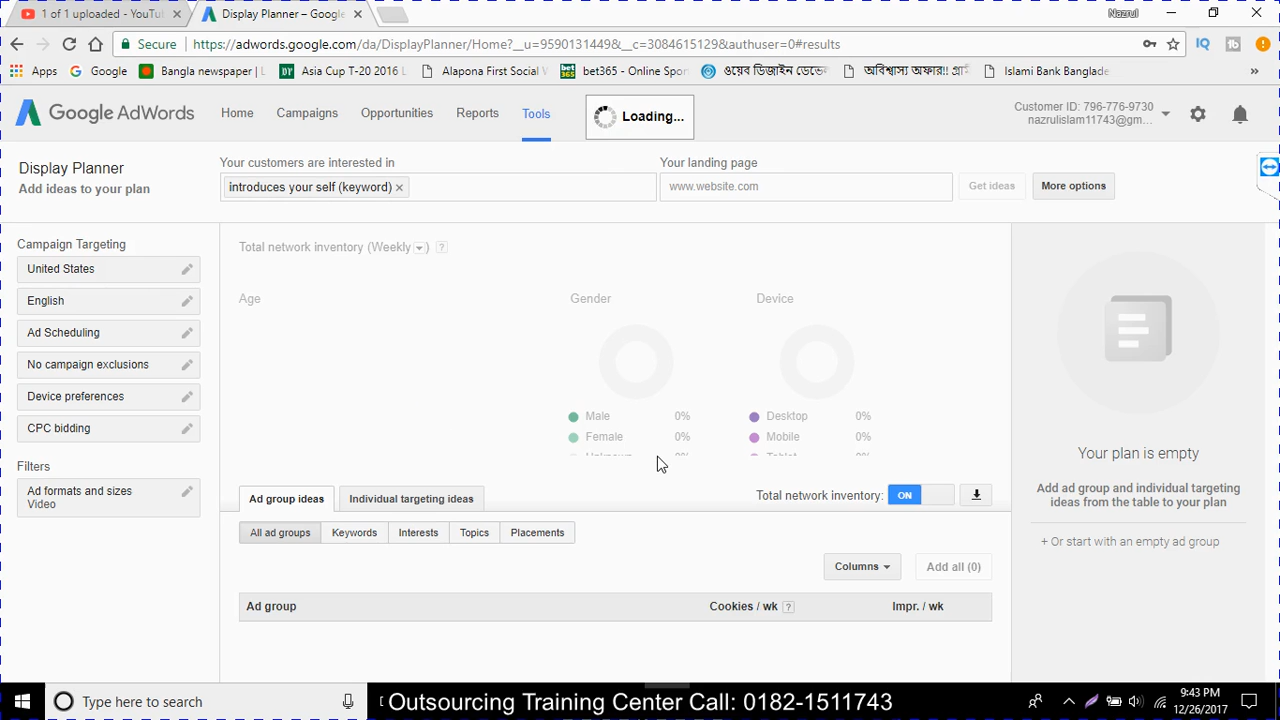 1 of 1 uploaded - YouTu
Display Planner – Google
Nazrul
Secure
https://adwords.google.com/da/DisplayPlanner/Home?__u=9590131449&__c=3084615129&authuser=0#results
Apps
Google
Bangla newspaper |
Asia Cup T-20 2016 L
Alapona First Social
bet365 - Online Spor
ওয়েব ডিজাইন ডেভে
অবিশ্বাস্য অফার!!
Islami Bank Banglade
Google AdWords
Home
Campaigns
Opportunities
Reports
Tools
Loading...
Customer ID: 796-776-9730
nazrulislam11743@gm...
Display Planner
Add ideas to your plan
Your customers are interested in
introduces your self (keyword)
Your landing page
www.website.com
Get ideas
More options
Campaign Targeting
United States
English
Ad Scheduling
No campaign exclusions
Device preferences
CPC bidding
Filters
Ad formats and sizes
Video
Total network inventory (Weekly)
?
Age
Gender
Device
Male 0%
Female 0%
Unknown 0%
Desktop 0%
Mobile 0%
Tablet 0%
Ad group ideas
Individual targeting ideas
Total network inventory:
ON
All ad groups
Keywords
Interests
Topics
Placements
Columns
Add all (0)
Ad group
Cookies / wk ?
Impr. / wk
Your plan is empty
Add ad group and individual targeting
ideas from the table to your plan
+ Or start with an empty ad group
Type here to search
Outsourcing Training Center Call: 0182-1511743
9:43 PM
12/26/2017